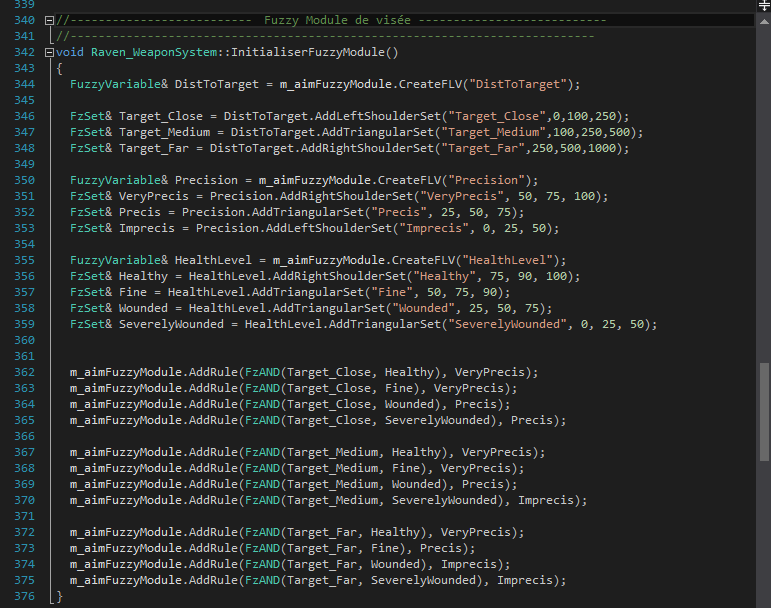 339
340 //-------------------------- Fuzzy Module de visée ---------------------------
341 //---------------------------------------------------------------------------
342 void Raven_WeaponSystem::InitialiserFuzzyModule()
343 {
344 FuzzyVariable& DistToTarget = m_aimFuzzyModule.CreateFLV("DistToTarget");
345
346 FzSet& Target_Close = DistToTarget.AddLeftShoulderSet("Target_Close",0,100,250);
347 FzSet& Target_Medium = DistToTarget.AddTriangularSet("Target_Medium",100,250,500);
348 FzSet& Target_Far = DistToTarget.AddRightShoulderSet("Target_Far",250,500,1000);
349
350 FuzzyVariable& Precision = m_aimFuzzyModule.CreateFLV("Precision");
351 FzSet& VeryPrecis = Precision.AddRightShoulderSet("VeryPrecis", 50, 75, 100);
352 FzSet& Precis = Precision.AddTriangularSet("Precis", 25, 50, 75);
353 FzSet& Imprecis = Precision.AddLeftShoulderSet("Imprecis", 0, 25, 50);
354
355 FuzzyVariable& HealthLevel = m_aimFuzzyModule.CreateFLV("HealthLevel");
356 FzSet& Healthy = HealthLevel.AddRightShoulderSet("Healthy", 75, 90, 100);
357 FzSet& Fine = HealthLevel.AddTriangularSet("Fine", 50, 75, 90);
358 FzSet& Wounded = HealthLevel.AddTriangularSet("Wounded", 25, 50, 75);
359 FzSet& SeverelyWounded = HealthLevel.AddTriangularSet("SeverelyWounded", 0, 25, 50);
360
361
362 m_aimFuzzyModule.AddRule(FzAND(Target_Close, Healthy), VeryPrecis);
363 m_aimFuzzyModule.AddRule(FzAND(Target_Close, Fine), VeryPrecis);
364 m_aimFuzzyModule.AddRule(FzAND(Target_Close, Wounded), Precis);
365 m_aimFuzzyModule.AddRule(FzAND(Target_Close, SeverelyWounded), Precis);
366
367 m_aimFuzzyModule.AddRule(FzAND(Target_Medium, Healthy), VeryPrecis);
368 m_aimFuzzyModule.AddRule(FzAND(Target_Medium, Fine), VeryPrecis);
369 m_aimFuzzyModule.AddRule(FzAND(Target_Medium, Wounded), Precis);
370 m_aimFuzzyModule.AddRule(FzAND(Target_Medium, SeverelyWounded), Imprecis);
371
372 m_aimFuzzyModule.AddRule(FzAND(Target_Far, Healthy), VeryPrecis);
373 m_aimFuzzyModule.AddRule(FzAND(Target_Far, Fine), Precis);
374 m_aimFuzzyModule.AddRule(FzAND(Target_Far, Wounded), Imprecis);
375 m_aimFuzzyModule.AddRule(FzAND(Target_Far, SeverelyWounded), Imprecis);
376 }